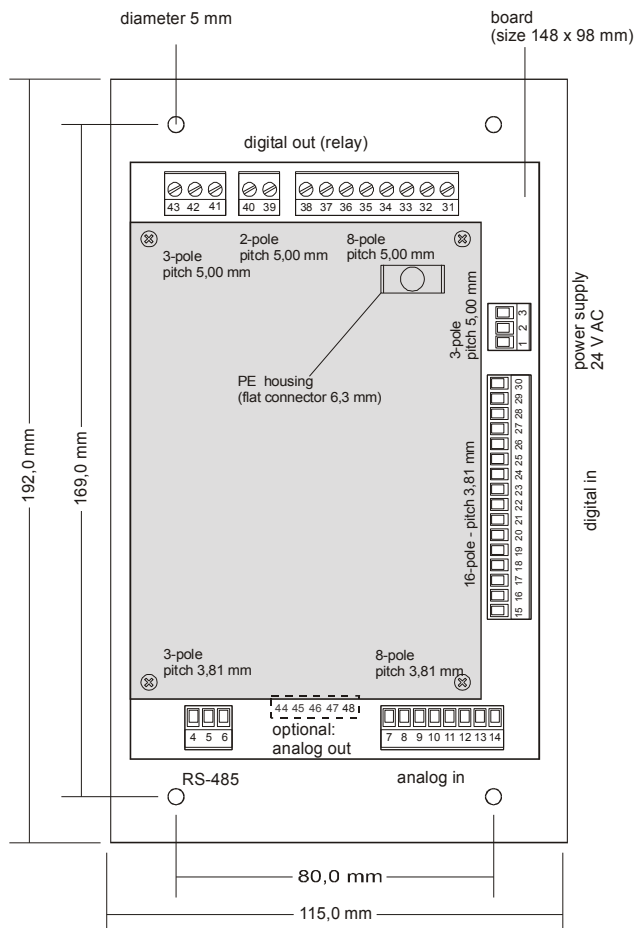 diameter 5 mm
board
(size 148 x 98 mm)
digital out (relay)
43 42 41
40 39
38 37 36 35 34 33 32 31
3-pole
pitch 5,00 mm
2-pole
pitch 5,00 mm
8-pole
pitch 5,00 mm
3-pole
pitch 5,00 mm
1 2 3
power supply
24 V AC
PE housing
(flat connector 6,3 mm)
192,0 mm
169,0 mm
16-pole - pitch 3,81 mm
15 16 17 18 19 20 21 22 23 24 25 26 27 28 29 30
digital in
3-pole
pitch 3,81 mm
8-pole
pitch 3,81 mm
4 5 6
44 45 46 47 48
7 8 9 10 11 12 13 14
optional:
analog out
RS-485
analog in
80,0 mm
115,0 mm